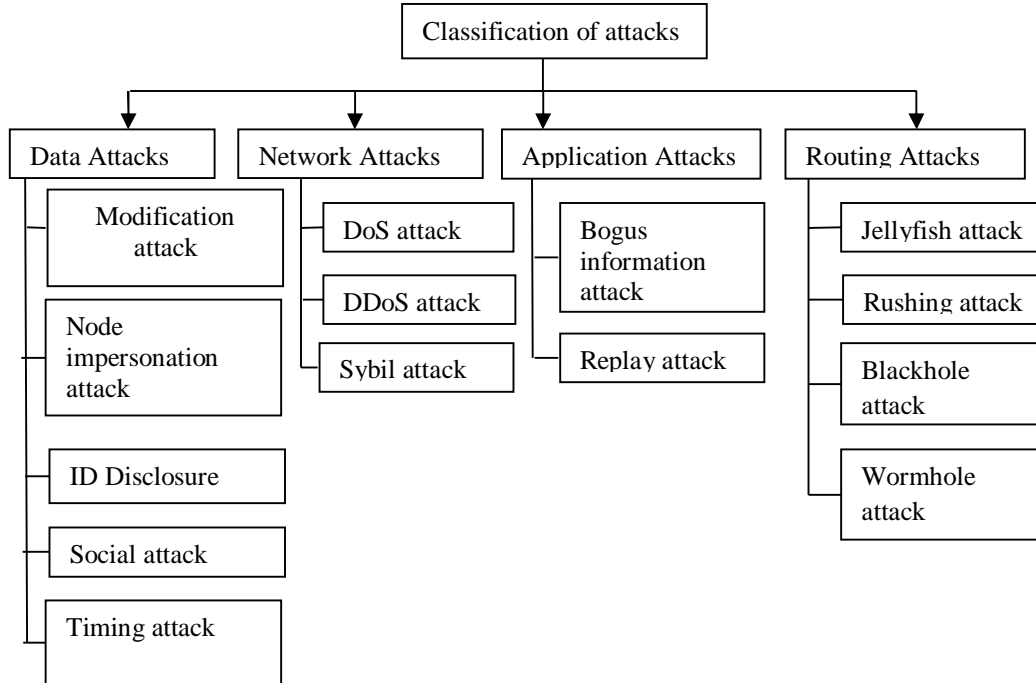 Classification of attacks
Data Attacks
Network Attacks
Application Attacks
Routing Attacks
Modification
attack
Node
impersonation
attack
ID Disclosure
Social attack
Timing attack
DoS attack
DDoS attack
Sybil attack
Bogus
information
attack
Replay attack
Jellyfish attack
Rushing attack
Blackhole
attack
Wormhole
attack